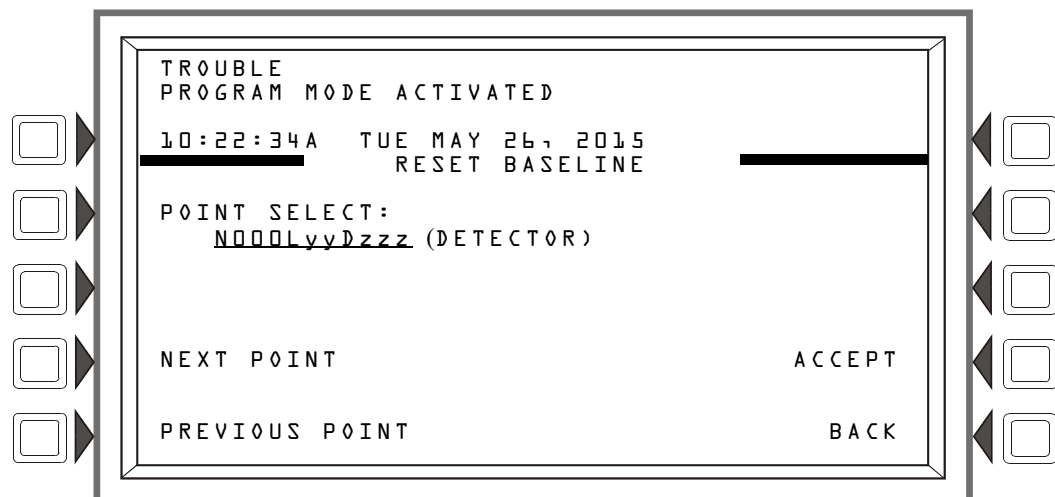 TROUBLE
PROGRAM MODE ACTIVATED
10:22:34A TUE MAY 26, 2015
RESET BASELINE
POINT SELECT:
N000LyyDzzz (DETECTOR)
NEXT POINT ACCEPT
PREVIOUS POINT BACK